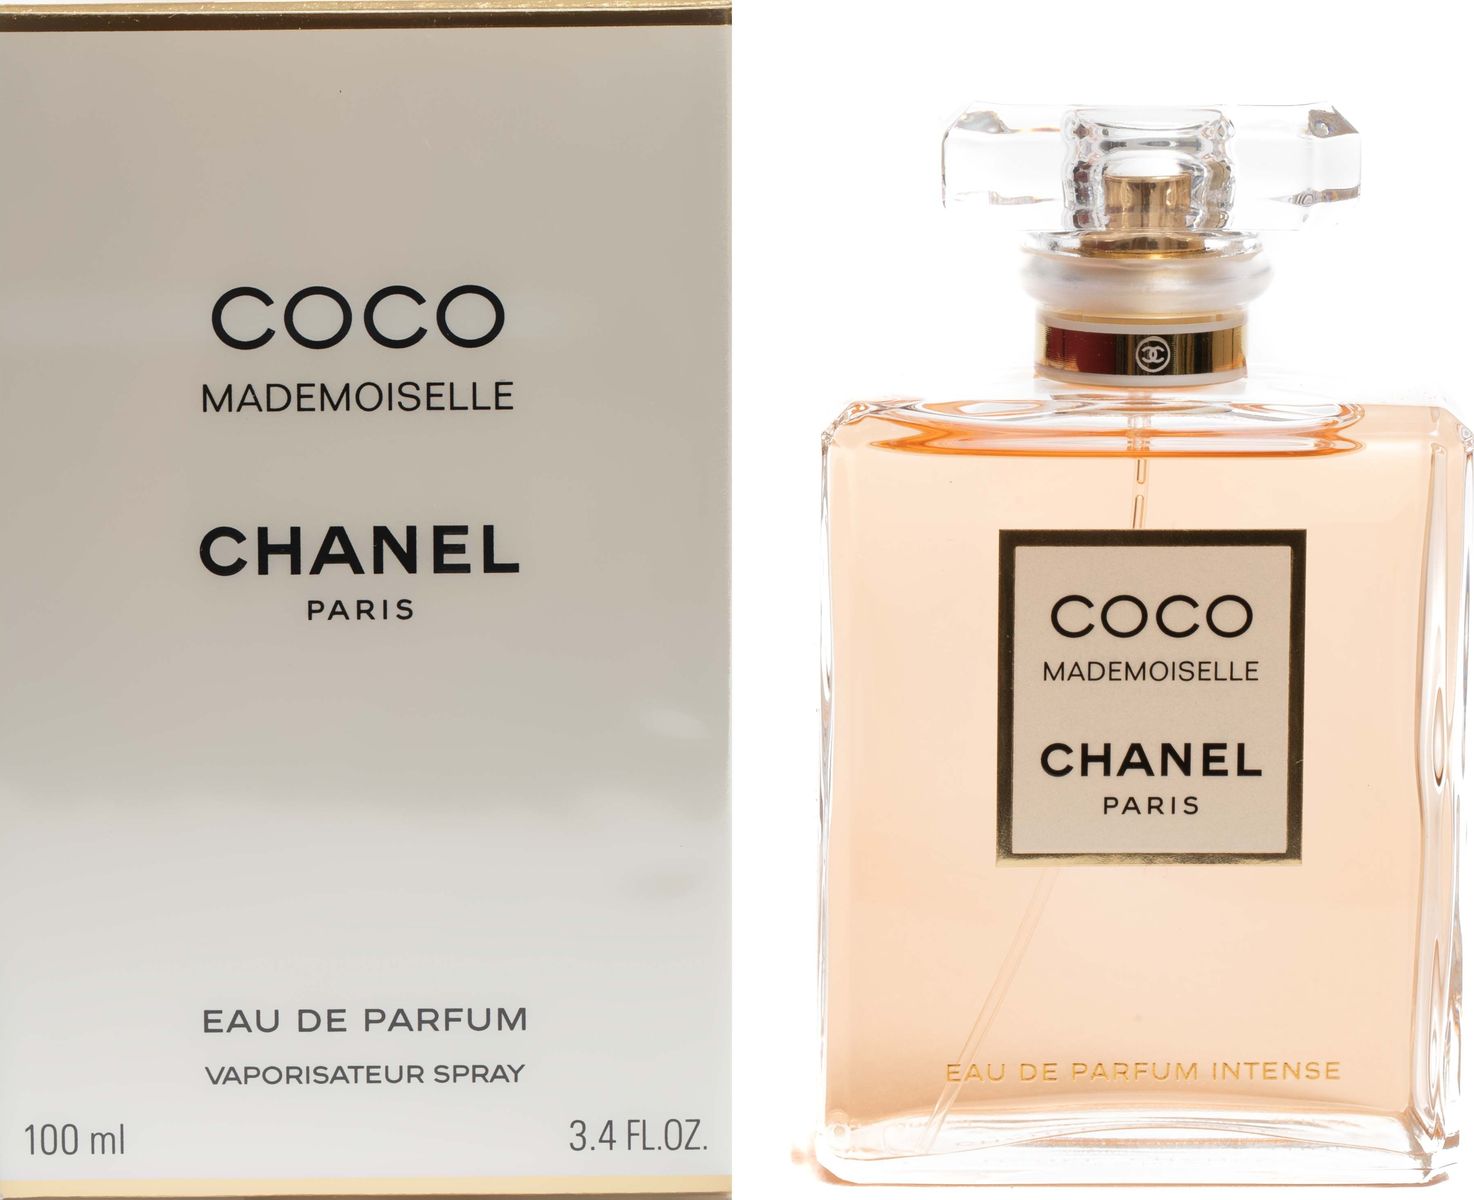 COCO
MADEMOISELLE
CHANEL
PARIS
EAU DE PARFUM
VAPORISATEUR SPRAY
100 ml
3.4 FL.OZ.
COCO
MADEMOISELLE
CHANEL
PARIS
EAU DE PARFUM INTENSE